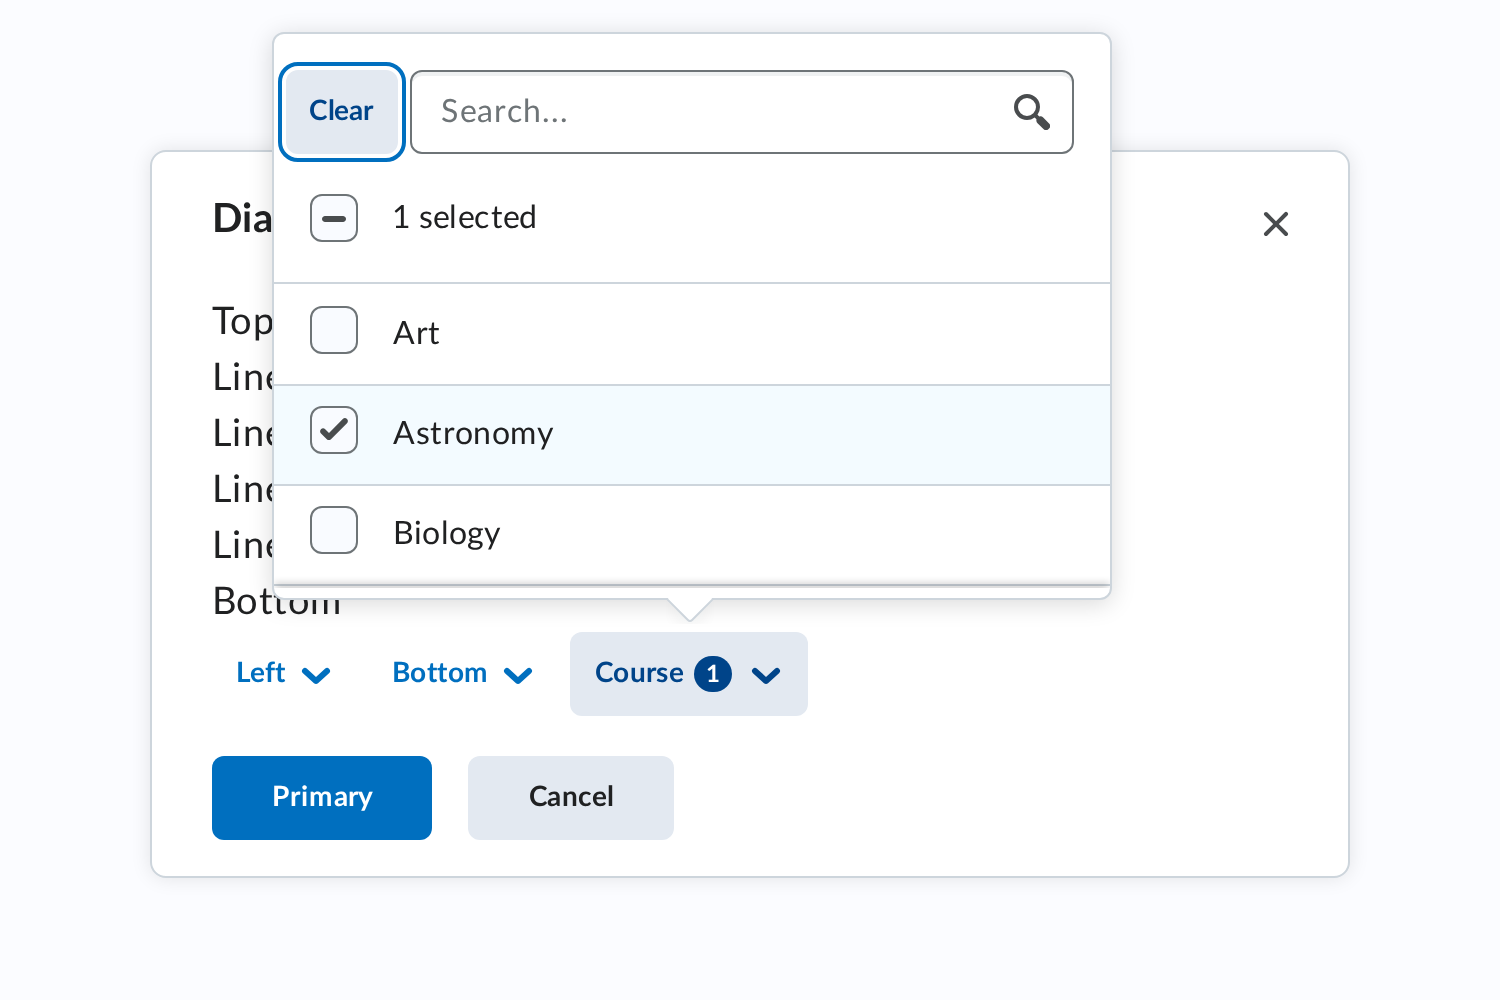 Clear Search...
1 selected
Art
Astronomy
Biology
Dia
Top
Line
Line
Line
Line
Bottom
Left Bottom Course 1
Primary Cancel